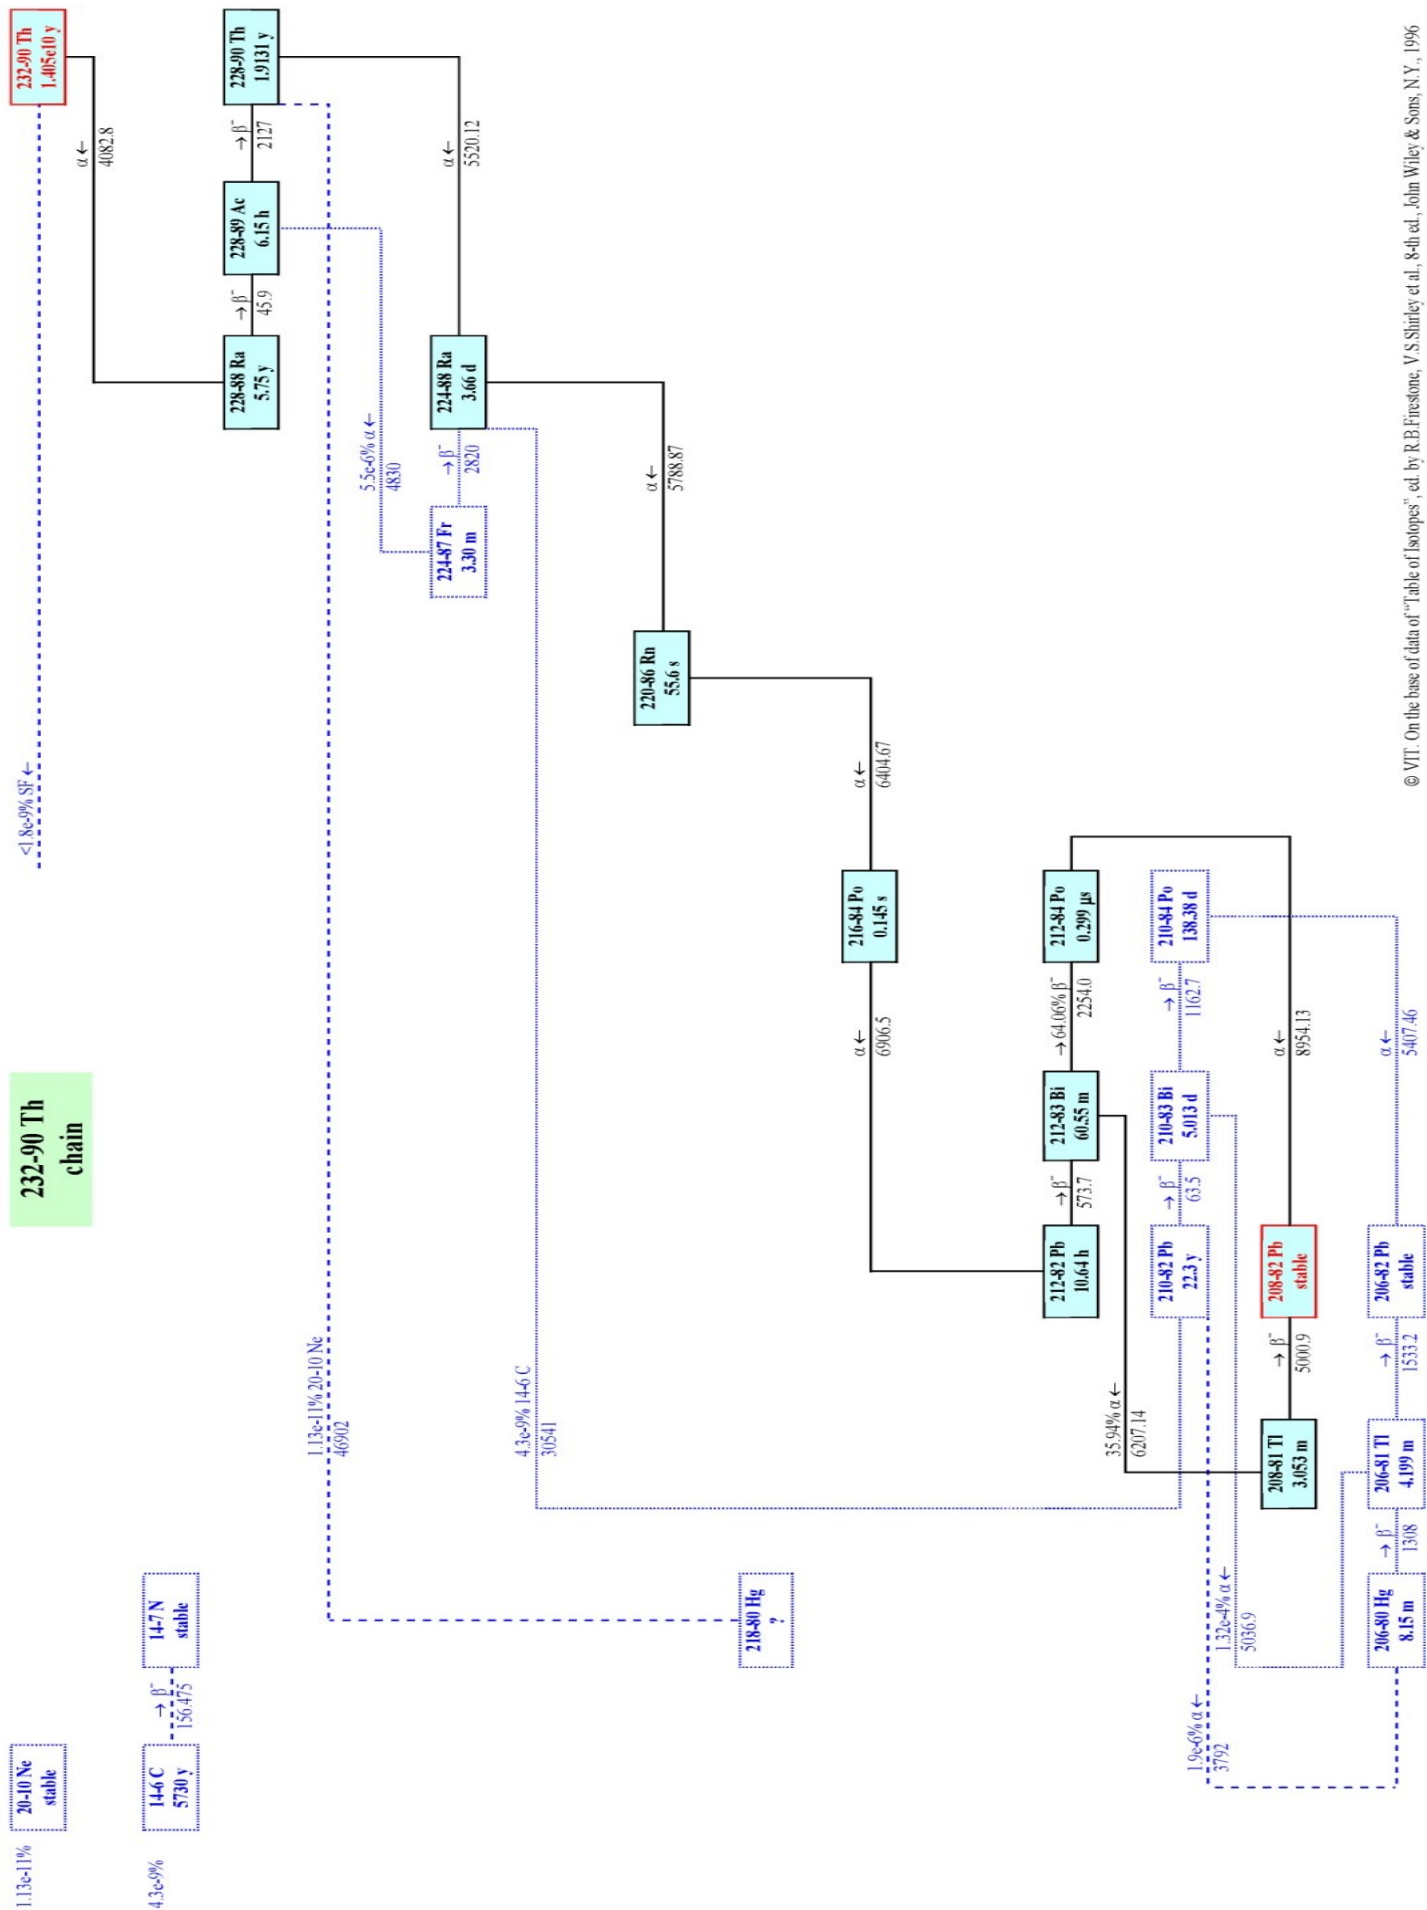 232-90 Th
chain
232-90 Th
1.405e10 y
<1.8e-9% SF ←
α ←
4082.8
228-88 Ra
5.75 y
→ β⁻
45.9
228-89 Ac
6.15 h
→ β⁻
2127
228-90 Th
1.9131 y
1.13e-11% 20-10 Ne
46902
5.5e-6% α ←
4830
α ←
5520.12
224-87 Fr
3.30 m
→ β⁻
2820
224-88 Ra
3.66 d
4.3e-9% 14-6 C
30541
α ←
5788.87
220-86 Rn
55.6 s
α ←
6404.67
218-80 Hg
?
216-84 Po
0.145 s
α ←
6906.5
212-82 Pb
10.64 h
→ β⁻
573.7
212-83 Bi
60.55 m
→ 64.06% β⁻
2254.0
212-84 Po
0.299 μs
35.94% α ←
6207.14
210-82 Pb
22.3 y
→ β⁻
63.5
210-83 Bi
5.013 d
→ β⁻
1162.7
210-84 Po
138.38 d
1.9e-6% α ←
3792
1.32e-4% α ←
5036.9
208-81 Tl
3.053 m
→ β⁻
5000.9
208-82 Pb
stable
α ←
8954.13
206-80 Hg
8.15 m
→ β⁻
1308
206-81 Tl
4.199 m
→ β⁻
1533.2
206-82 Pb
stable
α ←
5407.46
1.13e-11%
20-10 Ne
stable
4.3e-9%
14-6 C
5730 y
→ β⁻
156.475
14-7 N
stable
© VIT. On the base of data of "Table of Isotopes", ed. by R.B.Firestone, V.S.Shirley et al., 8-th ed., John Wiley & Sons, N.Y., 1996